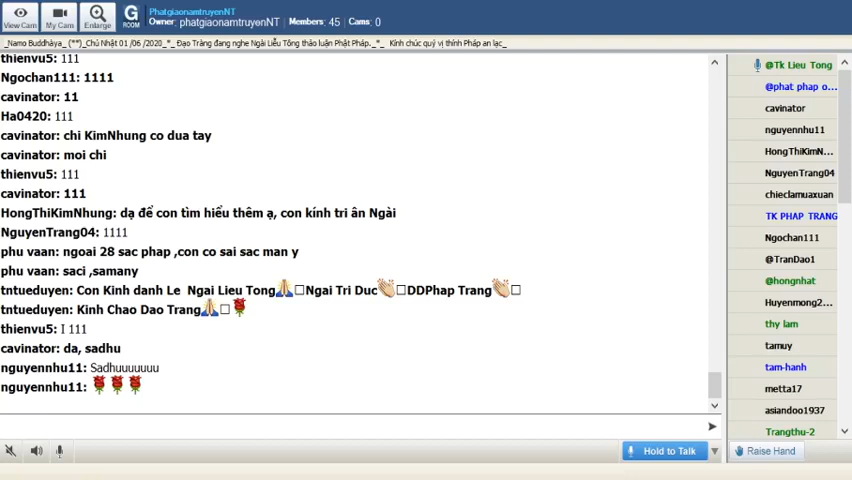 PhatgiaonamtruyenNT
Owner: phatgiaonamtruyenNT Members: 45 Cams: 0
View Cam My Cam Enlarge G ROOM
_Namo Buddhàya_ (**)_Chủ Nhật 01 /06 /2020_*_ Đạo Tràng đang nghe Ngài Liễu Tông thảo luận Phật Pháp._*_ Kính chúc quý vị thính Pháp an lạc_
thienvu5: 111
Ngochan111: 1111
cavinator: 11
Ha0420: 111
cavinator: chi KimNhung co dua tay
cavinator: moi chi
thienvu5: 111
cavinator: 111
HongThiKimNhung: dạ để con tìm hiểu thêm ạ, con kính tri ân Ngài
NguyenTrang04: 1111
phu vaan: ngoai 28 sac phap ,con co sai sac man y
phu vaan: saci ,samany
tntueduyen: Con Kinh danh Le Ngai Lieu Tong🙏□Ngai Tri Duc👏□DDPhap Trang👏□
tntueduyen: Kinh Chao Dao Trang🙏□🌹
thienvu5: I 111
cavinator: da, sadhu
nguyennhu11: Sadhuuuuuuu
nguyennhu11: 🌹🌹🌹
@Tk Lieu Tong
@phat phap o...
cavinator
nguyennhu11
HongThiKimN...
NguyenTrang04
chieclamuaxuan
TK PHAP TRANG
Ngochan111
@TranDao1
@hongnhat
Huyenmong2...
thy lam
tamuy
tam-hanh
metta17
asiandoo1937
Trangthu-2
Hold to Talk
Raise Hand